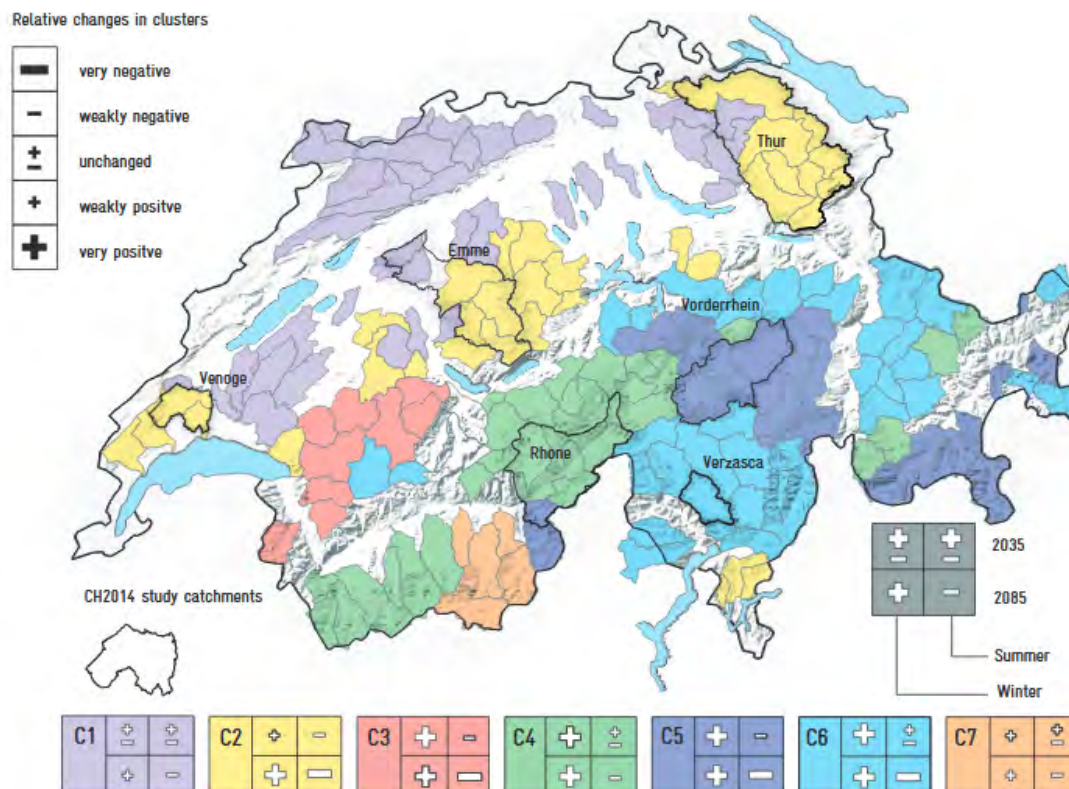 Relative changes in clusters
very negative
weakly negative
unchanged
weakly positve
very positve
Thur
Emme
Vorderrhein
Venoge
Rhone
Verzasca
2035
2085
CH2014 study catchments
Summer
Winter
C1 C2 C3 C4 C5 C6 C7